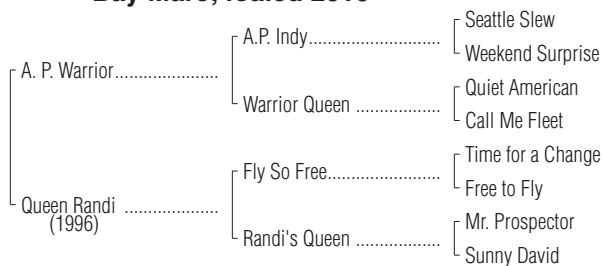 Bay Mare, foaled
Seattle Slew
A.P. Indy............................
Weekend Surprise
A. P. Warrior......................
Quiet American
Warrior Queen ..................
Call Me Fleet
Time for a Change
Fly So Free........................
Free to Fly
Queen Randi ....................
(1996)
Mr. Prospector
Randi's Queen ..................
Sunny David